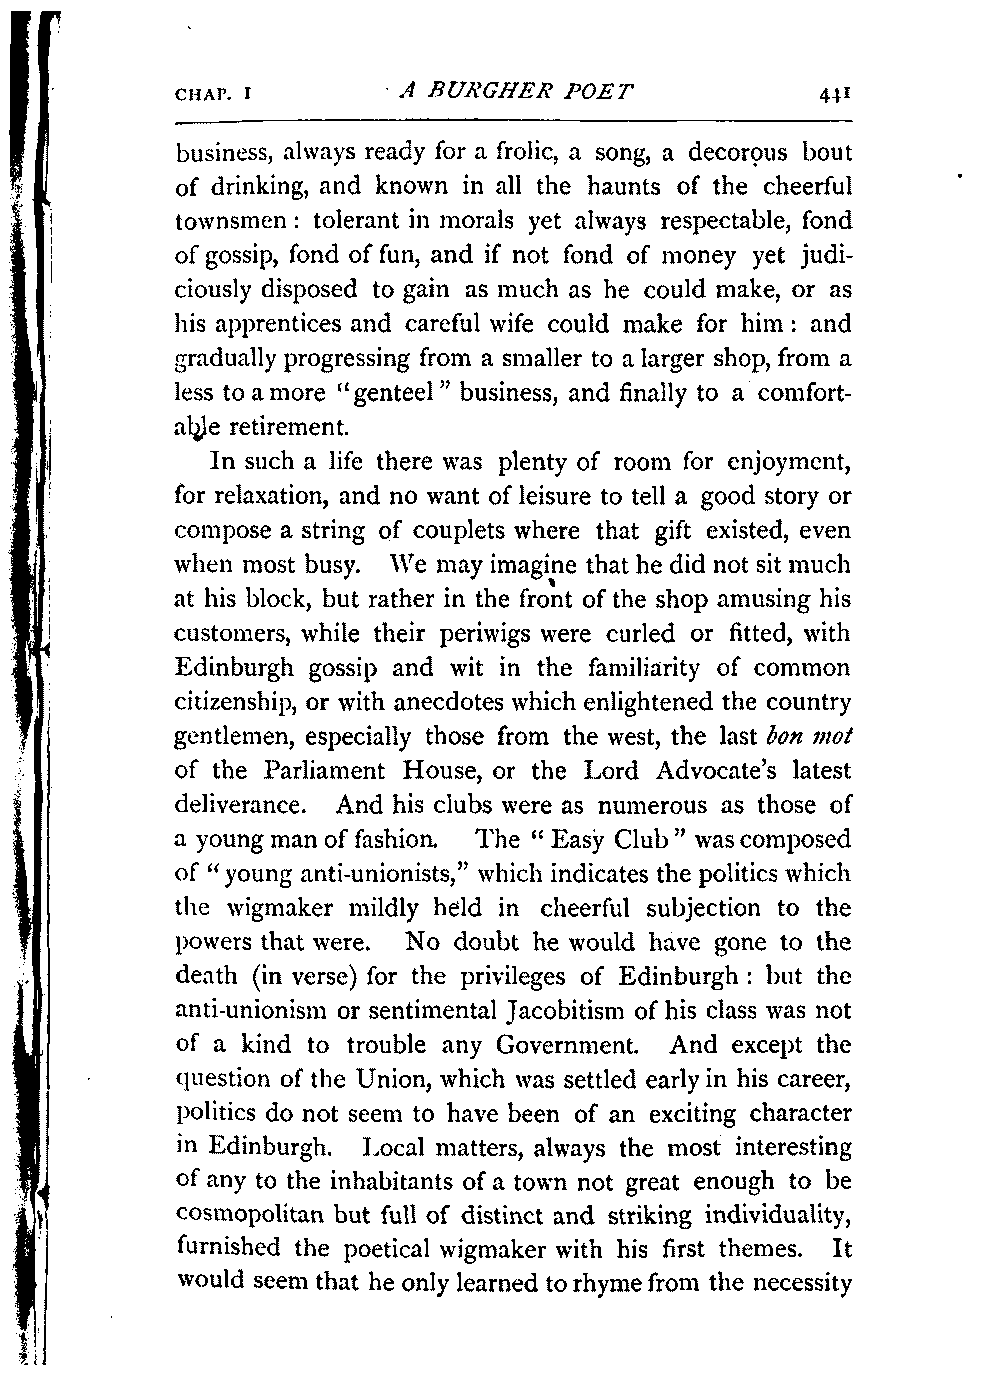 CHAP. I A BURGHER POET 441
business, always ready for a frolic, a song, a decorous bout
of drinking, and known in all the haunts of the cheerful
townsmen : tolerant in morals yet always respectable, fond
of gossip, fond of fun, and if not fond of money yet judi-
ciously disposed to gain as much as he could make, or as
his apprentices and careful wife could make for him : and
gradually progressing from a smaller to a larger shop, from a
less to a more "genteel" business, and finally to a comfort-
able retirement.
In such a life there was plenty of room for enjoyment,
for relaxation, and no want of leisure to tell a good story or
compose a string of couplets where that gift existed, even
when most busy. We may imagine that he did not sit much
at his block, but rather in the front of the shop amusing his
customers, while their periwigs were curled or fitted, with
Edinburgh gossip and wit in the familiarity of common
citizenship, or with anecdotes which enlightened the country
gentlemen, especially those from the west, the last bon mot
of the Parliament House, or the Lord Advocate's latest
deliverance. And his clubs were as numerous as those of
a young man of fashion. The "Easy Club" was composed
of "young anti-unionists," which indicates the politics which
the wigmaker mildly held in cheerful subjection to the
powers that were. No doubt he would have gone to the
death (in verse) for the privileges of Edinburgh : but the
anti-unionism or sentimental Jacobitism of his class was not
of a kind to trouble any Government. And except the
question of the Union, which was settled early in his career,
politics do not seem to have been of an exciting character
in Edinburgh. Local matters, always the most interesting
of any to the inhabitants of a town not great enough to be
cosmopolitan but full of distinct and striking individuality,
furnished the poetical wigmaker with his first themes. It
would seem that he only learned to rhyme from the necessity